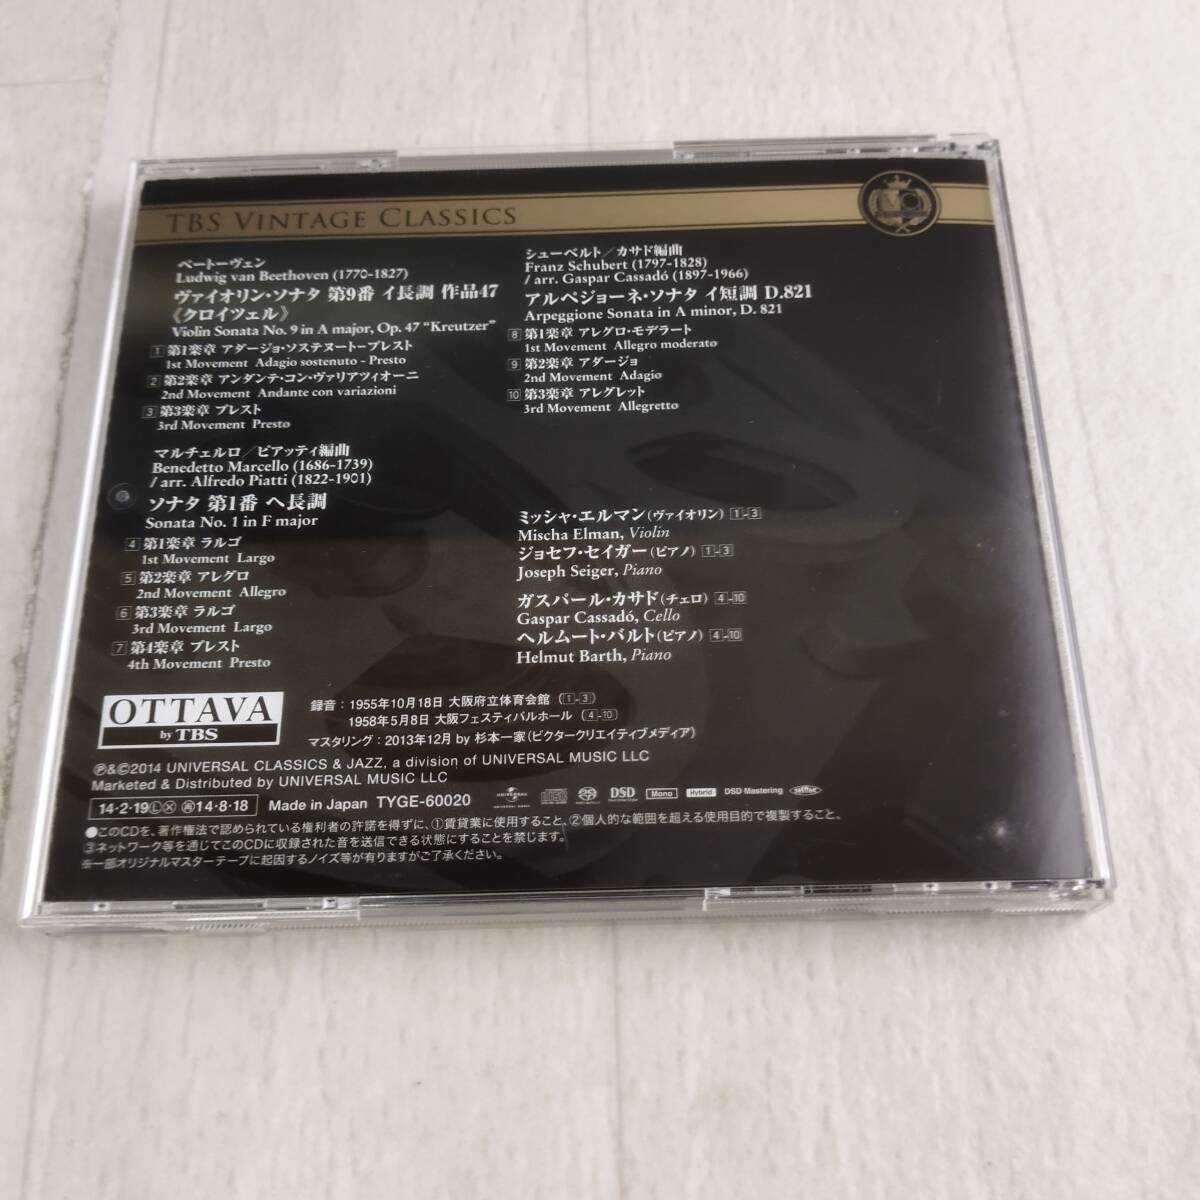 TBS VINTAGE CLASSICS
ベートーヴェン
Ludwig van Beethoven (1770-1827)
ヴァイオリン・ソナタ 第9番 イ長調 作品47
《クロイツェル》
Violin Sonata No. 9 in A major, Op. 47 “Kreutzer”
1 第1楽章 アダージョ・ソステヌート−プレスト
1st Movement Adagio sostenuto - Presto
2 第2楽章 アンダンテ・コン・ヴァリアツィオーニ
2nd Movement Andante con variazioni
3 第3楽章 プレスト
3rd Movement Presto
マルチェルロ／ピアッティ編曲
Benedetto Marcello (1686-1739)
/ arr. Alfredo Piatti (1822-1901)
ソナタ 第1番 ヘ長調
Sonata No. 1 in F major
4 第1楽章 ラルゴ
1st Movement Largo
5 第2楽章 アレグロ
2nd Movement Allegro
6 第3楽章 ラルゴ
3rd Movement Largo
7 第4楽章 プレスト
4th Movement Presto
シューベルト／カサド編曲
Franz Schubert (1797-1828)
/ arr. Gaspar Cassadó (1897-1966)
アルペジョーネ・ソナタ イ短調 D.821
Arpeggione Sonata in A minor, D. 821
8 第1楽章 アレグロ・モデラート
1st Movement Allegro moderato
9 第2楽章 アダージョ
2nd Movement Adagio
10 第3楽章 アレグレット
3rd Movement Allegretto
ミッシャ・エルマン（ヴァイオリン） 1-3
Mischa Elman, Violin
ジョセフ・セイガー（ピアノ） 1-3
Joseph Seiger, Piano
ガスパール・カサド（チェロ） 4-10
Gaspar Cassadó, Cello
ヘルムート・バルト（ピアノ） 4-10
Helmut Barth, Piano
OTTAVA
by TBS
録音：1955年10月18日 大阪府立体育会館（1-3）
1958年5月8日 大阪フェスティバルホール（4-10）
マスタリング：2013年12月 by 杉本一家（ビクタークリエイティブメディア）
Ⓟ&©2014 UNIVERSAL CLASSICS & JAZZ, a division of UNIVERSAL MUSIC LLC
Marketed & Distributed by UNIVERSAL MUSIC LLC
14・2・19ⓁⓍ 再14・8・18 Made in Japan TYGE-60020 DSD Mono Hybrid DSD Mastering
●このCDを、著作権法で認められている権利者の許諾を得ずに、①賃貸業に使用すること、②個人的な範囲を超える使用目的で複製すること、
③ネットワーク等を通じてこのCDに収録された音を送信できる状態にすることを禁じます。
※一部オリジナルマスターテープに起因するノイズ等が有りますがご了承ください。